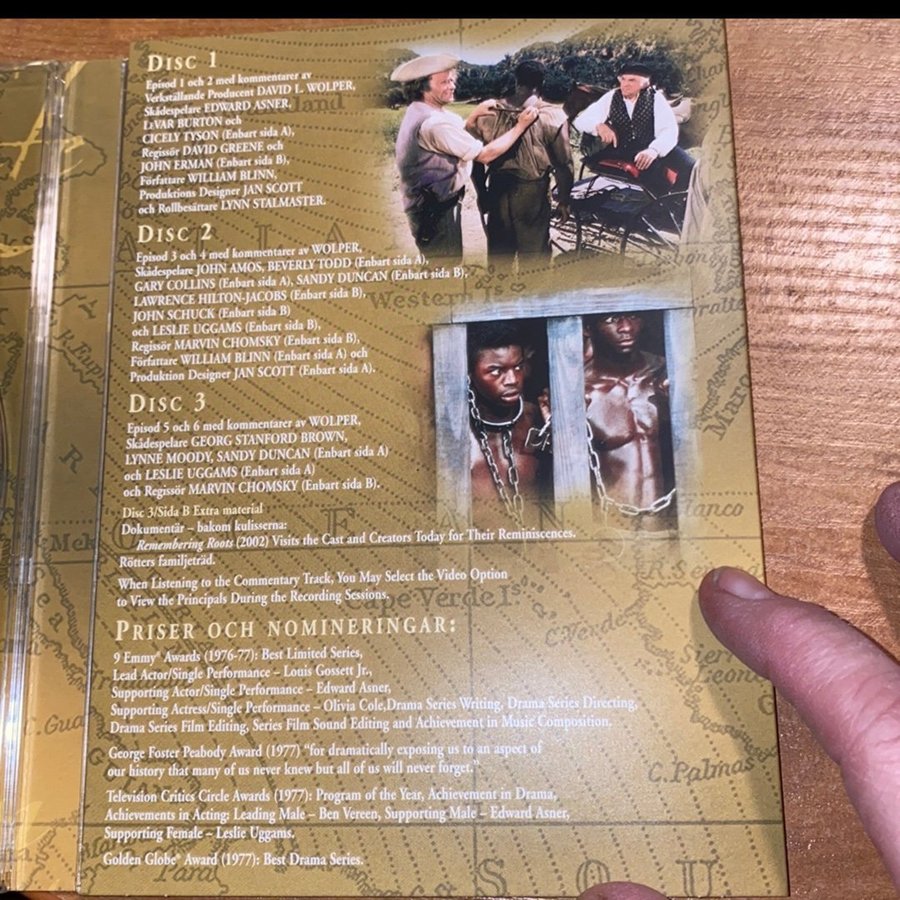 DISC 1
Episod 1 och 2 med kommentarer av
Verkställande Producent DAVID L. WOLPER,
Skådespelare EDWARD ASNER,
LeVAR BURTON och
CICELY TYSON (Enbart sida A),
Regissör DAVID GREENE och
JOHN ERMAN (Enbart sida B),
Författare WILLIAM BLINN,
Produktions Designer JAN SCOTT
och Rollbesättare LYNN STALMASTER.
DISC 2
Episod 3 och 4 med kommentarer av WOLPER,
Skådespelare JOHN AMOS, BEVERLY TODD (Enbart sida A),
GARY COLLINS (Enbart sida A), SANDY DUNCAN (Enbart sida B),
LAWRENCE HILTON-JACOBS (Enbart sida B),
JOHN SCHUCK (Enbart sida B)
och LESLIE UGGAMS (Enbart sida B),
Regissör MARVIN CHOMSKY (Enbart sida B),
Författare WILLIAM BLINN (Enbart sida A) och
Produktion Designer JAN SCOTT (Enbart sida A).
Western Is
DISC 3
Episod 5 och 6 med kommentarer av WOLPER,
Skådespelare GEORG STANFORD BROWN,
LYNNE MOODY, SANDY DUNCAN (Enbart sida A)
och LESLIE UGGAMS (Enbart sida A)
och Regissör MARVIN CHOMSKY (Enbart sida B).
Disc 3/Sida B Extra material
Dokumentär – bakom kulisserna:
Remembering Roots (2002) Visits the Cast and Creators Today for Their Reminiscences.
Rötters familjeträd.
When Listening to the Commentary Track, You May Select the Video Option
to View the Principals During the Recording Sessions.
Cape Verde Is
C. Verde
PRISER OCH NOMINERINGAR:
9 Emmy® Awards (1976-77): Best Limited Series,
Lead Actor/Single Performance – Louis Gossett Jr.,
Supporting Actor/Single Performance – Edward Asner,
Supporting Actress/Single Performance – Olivia Cole,Drama Series Writing, Drama Series Directing,
Drama Series Film Editing, Series Film Sound Editing and Achievement in Music Composition.
George Foster Peabody Award (1977) “for dramatically exposing us to an aspect of
our history that many of us never knew but all of us will never forget.”
C. Palmas
Television Critics Circle Awards (1977): Program of the Year, Achievement in Drama,
Achievements in Acting: Leading Male – Ben Vereen, Supporting Male – Edward Asner,
Supporting Female – Leslie Uggams.
Golden Globe® Award (1977): Best Drama Series.
Para
S O U